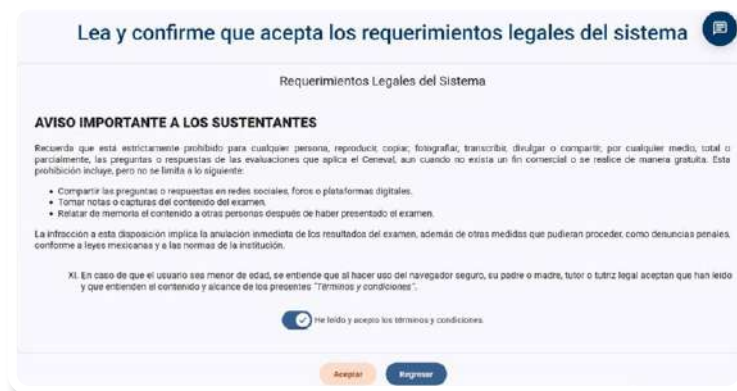 Lea y confirme que acepta los requerimientos legales del sistema
Requerimientos Legales del Sistema
AVISO IMPORTANTE A LOS SUSTENTANTES
Recuerda que está estrictamente prohibido para cualquier persona, reproducir, copiar, fotografiar, transcribir, divulgar o compartir, por cualquier medio, total o
parcialmente, las preguntas o respuestas de las evaluaciones que aplica el Ceneval, aun cuando no exista un fin comercial o se realice de manera gratuita. Esta
prohibición incluye, pero no se limita a lo siguiente:
• Compartir las preguntas o respuestas en redes sociales, foros o plataformas digitales.
• Tomar notas o capturas del contenido del examen.
• Relatar de memoria el contenido a otras personas después de haber presentado el examen.
La infracción a esta disposición implica la anulación inmediata de los resultados del examen, además de otras medidas que pudieran proceder, como denuncias penales,
conforme a leyes mexicanas y a las normas de la institución.
XI. En caso de que el usuario sea menor de edad, se entiende que al hacer uso del navegador seguro, su padre o madre, tutor o tutriz legal aceptan que han leído
y que entienden el contenido y alcance de los presentes "Términos y condiciones".
He leído y acepto los términos y condiciones
Aceptar
Regresar